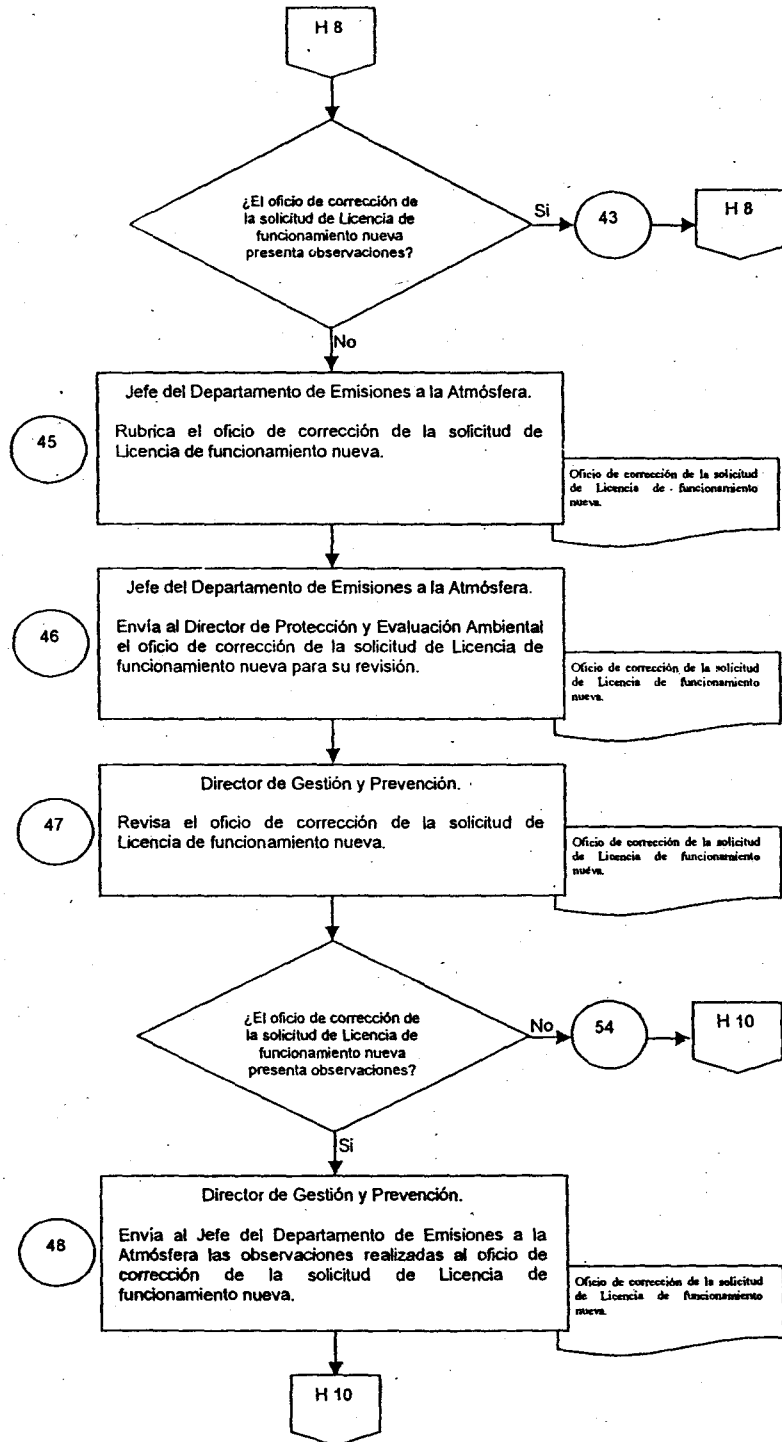 H 8
¿El oficio de corrección de
la solicitud de Licencia de
funcionamiento nueva
presenta observaciones?
Si
43
H 8
No
45
Jefe del Departamento de Emisiones a la Atmósfera.
Rubrica el oficio de corrección de la solicitud de
Licencia de funcionamiento nueva.
Oficio de corrección de la solicitud
de Licencia de funcionamiento
nueva.
46
Jefe del Departamento de Emisiones a la Atmósfera.
Envía al Director de Protección y Evaluación Ambiental
el oficio de corrección de la solicitud de Licencia de
funcionamiento nueva para su revisión.
Oficio de corrección de la solicitud
de Licencia de funcionamiento
nueva.
47
Director de Gestión y Prevención.
Revisa el oficio de corrección de la solicitud de
Licencia de funcionamiento nueva.
Oficio de corrección de la solicitud
de Licencia de funcionamiento
nueva.
¿El oficio de corrección de
la solicitud de Licencia de
funcionamiento nueva
presenta observaciones?
No
54
H 10
Si
48
Director de Gestión y Prevención.
Envía al Jefe del Departamento de Emisiones a la
Atmósfera las observaciones realizadas al oficio de
corrección de la solicitud de Licencia de
funcionamiento nueva.
Oficio de corrección de la solicitud
de Licencia de funcionamiento
nueva.
H 10